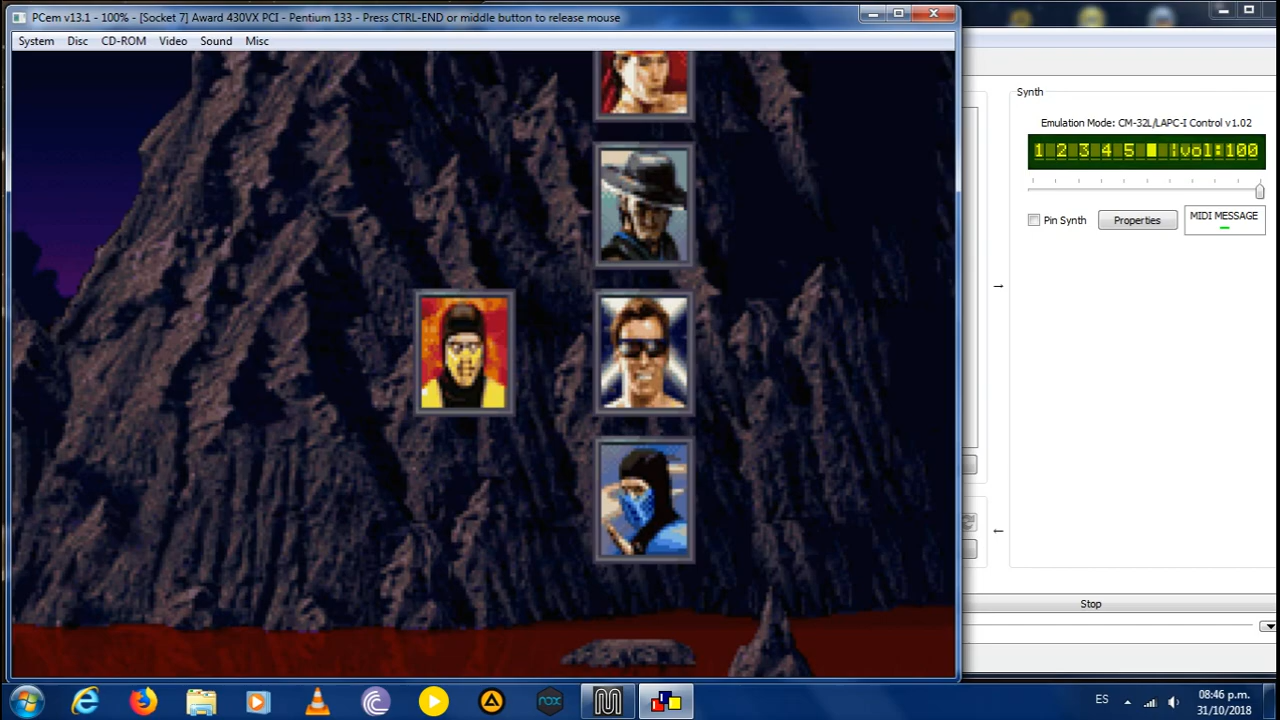 PCem v13.1 - 100% - [Socket 7] Award 430VX PCI - Pentium 133 - Press CTRL-END or middle button to release mouse
System Disc CD-ROM Video Sound Misc
Synth
Emulation Mode: CM-32L/LAPC-I Control v1.02
1 2 3 4 5 |vol:100
Pin Synth Properties MIDI MESSAGE
Stop
nox
ES 08:46 p.m.
31/10/2018